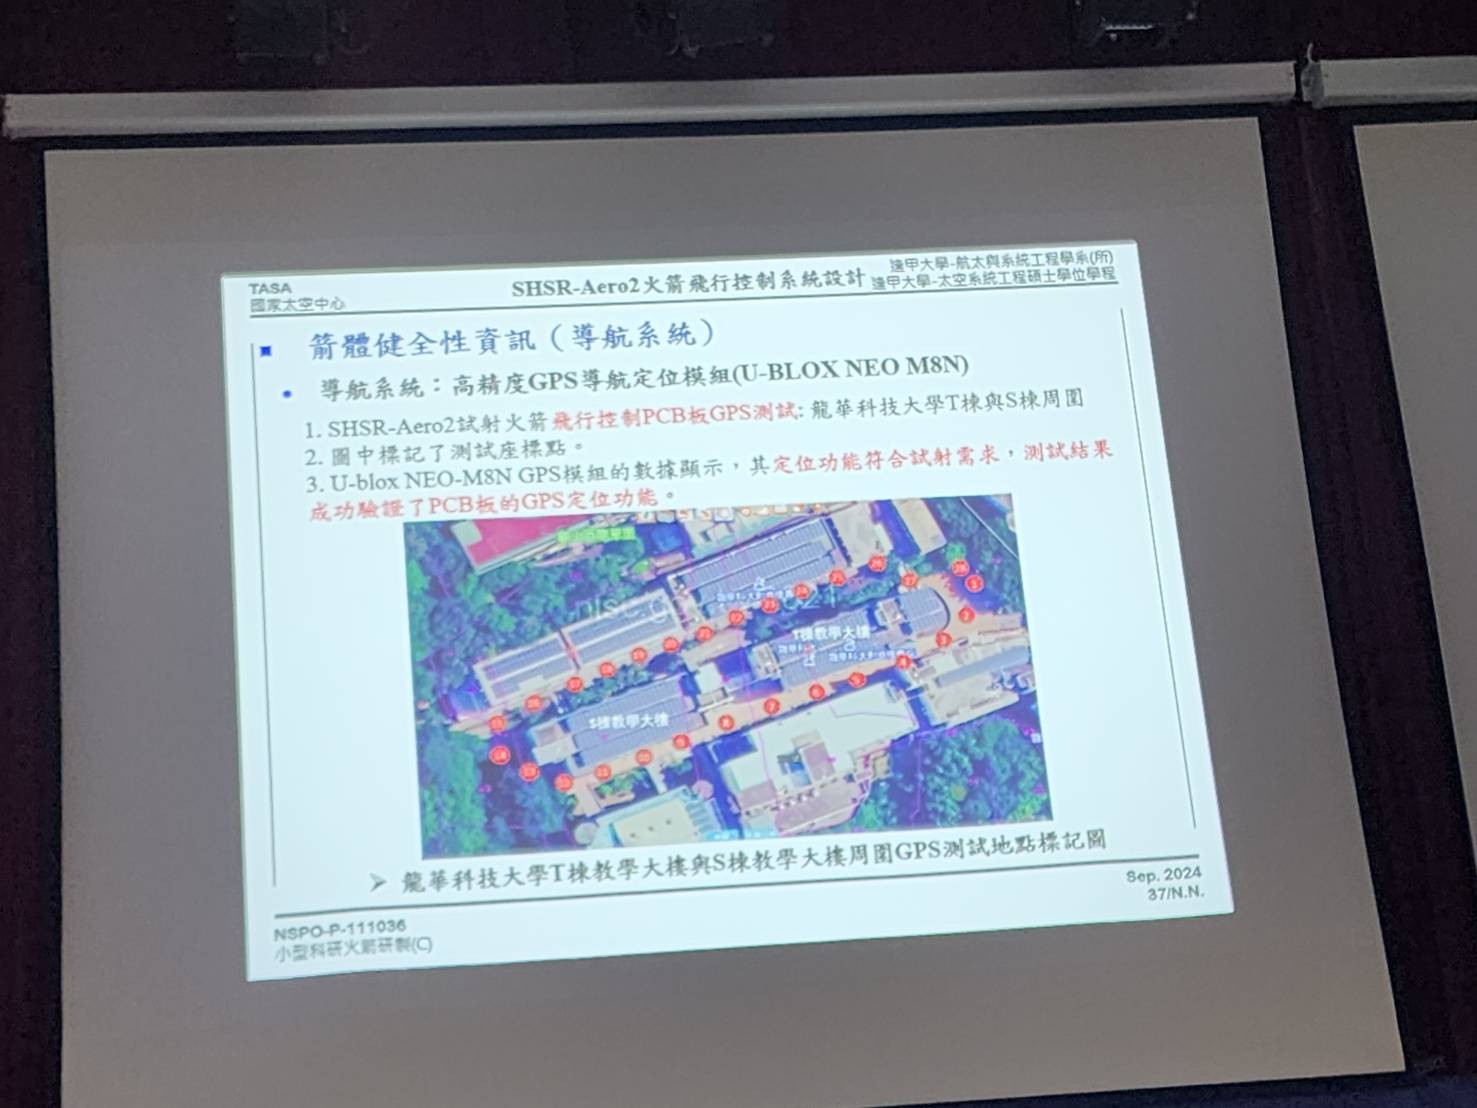 TASA
國家太空中心
SHSR-Aero2火箭飛行控制系統設計
逢甲大學-航太與系統工程學系(所)
逢甲大學-太空系統工程碩士學位學程
箭體健全性資訊（導航系統）
導航系統：高精度GPS導航定位模組(U-BLOX NEO M8N)
1. SHSR-Aero2試射火箭飛行控制PCB板GPS測試: 龍華科技大學T棟與S棟周圍
2. 圖中標記了測試座標點。
3. U-blox NEO-M8N GPS模組的數據顯示，其定位功能符合試射需求，測試結果
成功驗證了PCB板的GPS定位功能。
T棟教學大樓
S棟教學大樓
龍華科技大學T棟教學大樓與S棟教學大樓周圍GPS測試地點標記圖
NSPO-P-111036
小型科研火箭研製(C)
Sep. 2024
37/N.N.